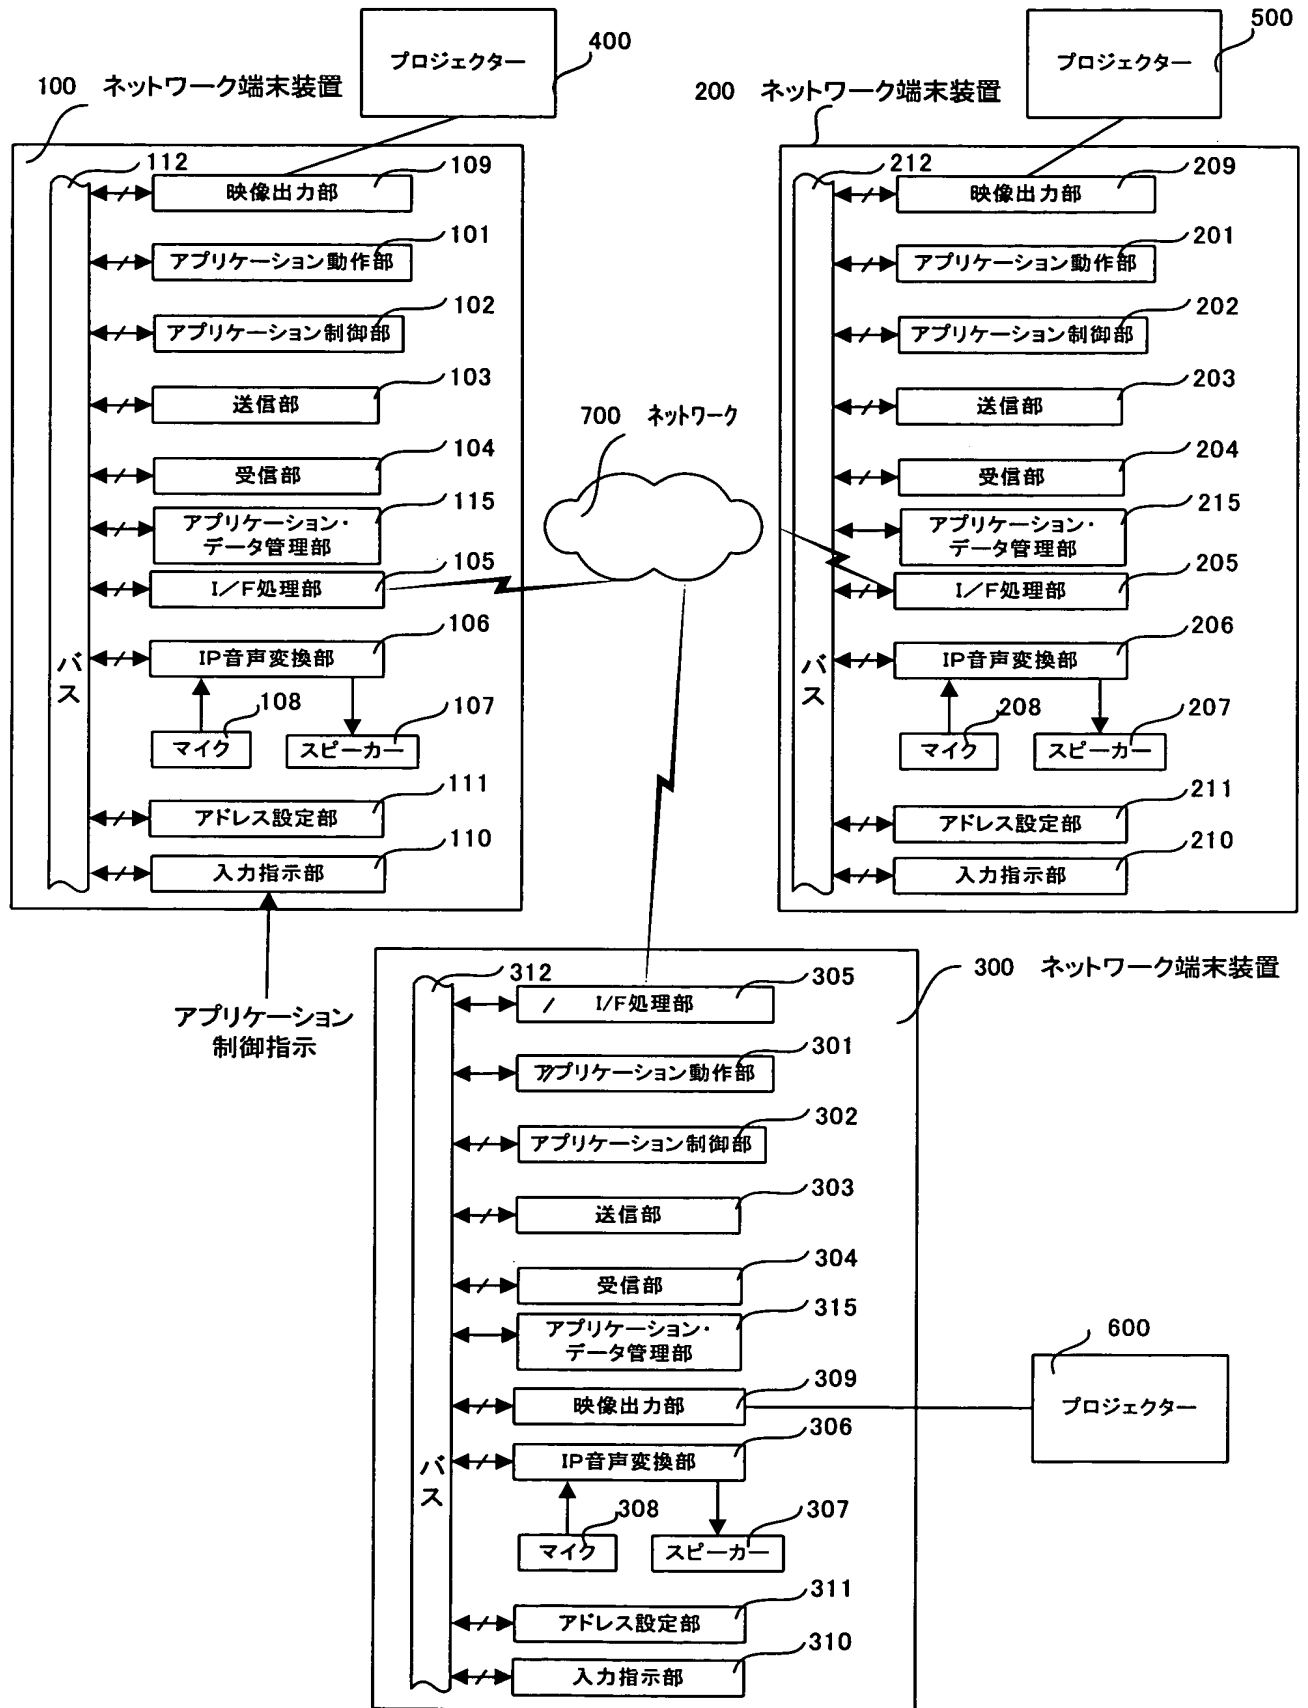 プロジェクター
400
100 ネットワーク端末装置
112
109
映像出力部
101
アプリケーション動作部
102
アプリケーション制御部
103
送信部
104
受信部
115
アプリケーション・
データ管理部
105
I/F処理部
106
IP音声変換部
バス
108
マイク
107
スピーカー
111
アドレス設定部
110
入力指示部
アプリケーション
制御指示
700 ネットワーク
プロジェクター
500
200 ネットワーク端末装置
212
209
映像出力部
201
アプリケーション動作部
202
アプリケーション制御部
203
送信部
204
受信部
215
アプリケーション・
データ管理部
205
I/F処理部
206
IP音声変換部
バス
208
マイク
207
スピーカー
211
アドレス設定部
210
入力指示部
300 ネットワーク端末装置
312
305
I/F処理部
301
アプリケーション動作部
302
アプリケーション制御部
303
送信部
304
受信部
315
アプリケーション・
データ管理部
309
映像出力部
306
IP音声変換部
バス
308
マイク
307
スピーカー
311
アドレス設定部
310
入力指示部
600
プロジェクター